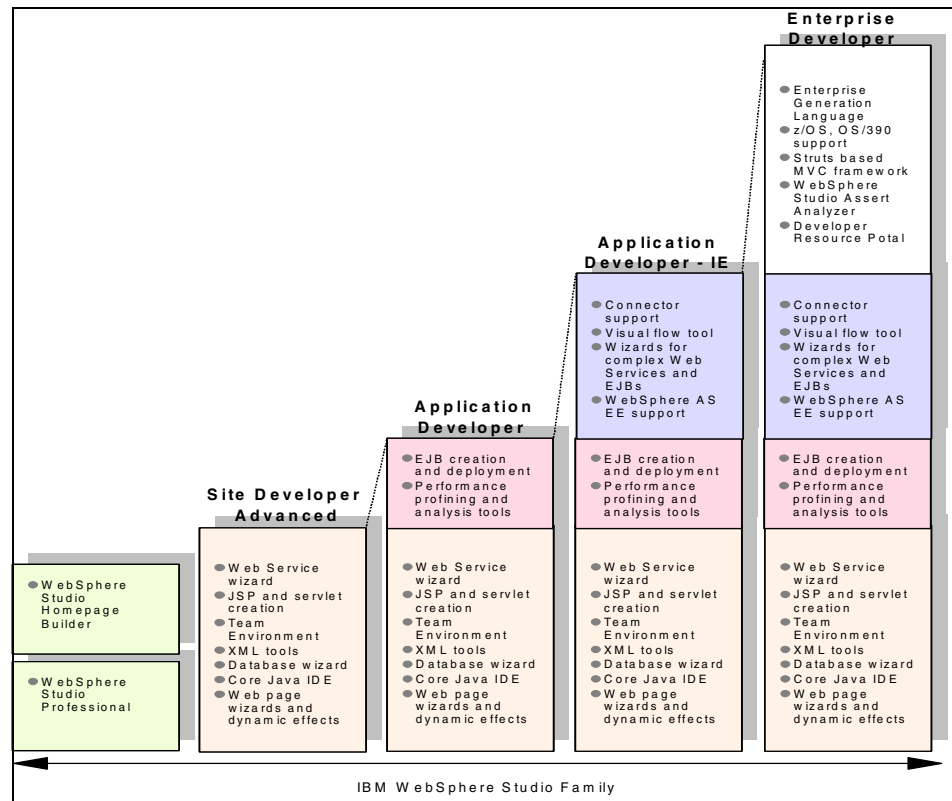 WebSphere
Studio
Homepage
Builder
WebSphere
Studio
Professional
Site Developer
Advanced
Web Service
wizard
JSP and servlet
creation
Team
Environment
XML tools
Database wizard
Core Java IDE
Web page
wizards and
dynamic effects
Application
Developer
EJB creation
and deployment
Performance
profining and
analysis tools
Web Service
wizard
JSP and servlet
creation
Team
Environment
XML tools
Database wizard
Core Java IDE
Web page
wizards and
dynamic effects
Application
Developer - IE
Connector
support
Visual flow tool
Wizards for
complex Web
Services and
EJBs
WebSphere AS
EE support
EJB creation
and deployment
Performance
profining and
analysis tools
Web Service
wizard
JSP and servlet
creation
Team
Environment
XML tools
Database wizard
Core Java IDE
Web page
wizards and
dynamic effects
Enterprise
Developer
Enterprise
Generation
Language
z/OS, OS/390
support
Struts based
MVC framework
WebSphere
Studio Assert
Analyzer
Developer
Resource Potal
Connector
support
Visual flow tool
Wizards for
complex Web
Services and
EJBs
WebSphere AS
EE support
EJB creation
and deployment
Performance
profining and
analysis tools
Web Service
wizard
JSP and servlet
creation
Team
Environment
XML tools
Database wizard
Core Java IDE
Web page
wizards and
dynamic effects
IBM WebSphere Studio Family